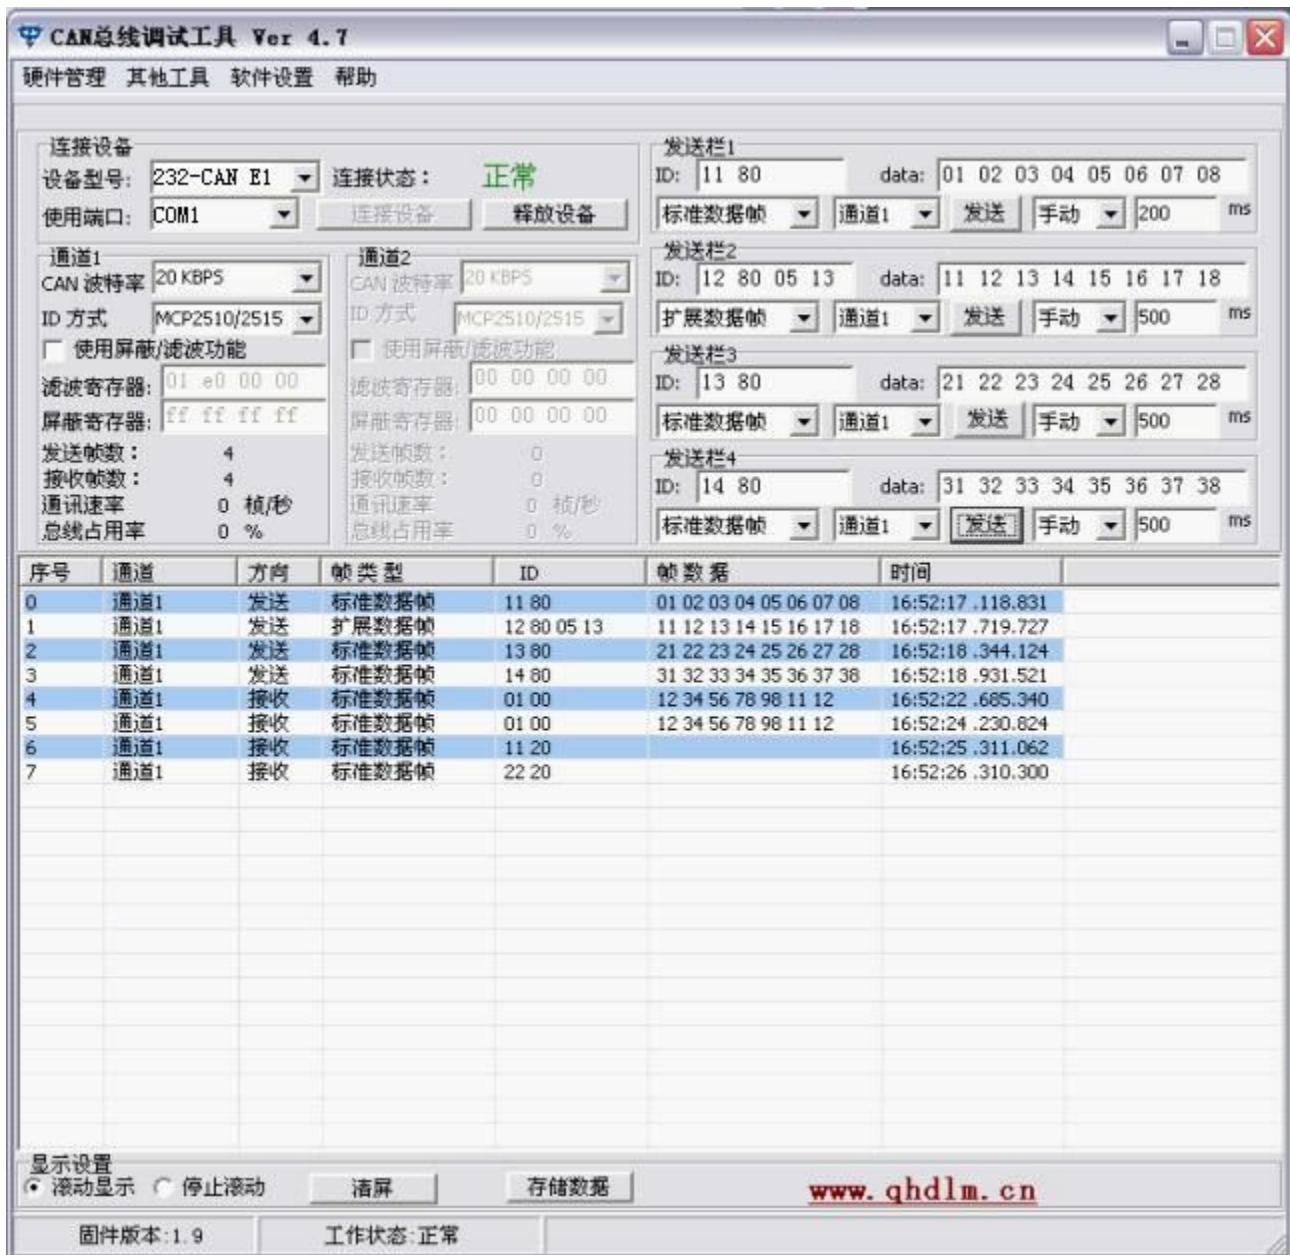 CAN总线调试工具 Ver 4.7
硬件管理 其他工具 软件设置 帮助
连接设备
设备型号: 232-CAN E1 连接状态： 正常
使用端口: COM1 连接设备 释放设备
通道1
CAN 波特率 20 KBPS
ID 方式 MCP2510/2515
使用屏蔽/滤波功能
滤波寄存器: 01 e0 00 00
屏蔽寄存器: ff ff ff ff
发送帧数： 4
接收帧数： 4
通讯速率 0 桢/秒
总线占用率 0 %
通道2
CAN 波特率 20 KBPS
ID 方式 MCP2510/2515
使用屏蔽/滤波功能
滤波寄存器: 00 00 00 00
屏蔽寄存器: 00 00 00 00
发送帧数： 0
接收帧数： 0
通讯速率 0 桢/秒
总线占用率 0 %
发送栏1
ID: 11 80 data: 01 02 03 04 05 06 07 08
标准数据帧 通道1 发送 手动 200 ms
发送栏2
ID: 12 80 05 13 data: 11 12 13 14 15 16 17 18
扩展数据帧 通道1 发送 手动 500 ms
发送栏3
ID: 13 80 data: 21 22 23 24 25 26 27 28
标准数据帧 通道1 发送 手动 500 ms
发送栏4
ID: 14 80 data: 31 32 33 34 35 36 37 38
标准数据帧 通道1 发送 手动 500 ms
序号 通道 方向 帧类型 ID 帧数据 时间
0 通道1 发送 标准数据帧 11 80 01 02 03 04 05 06 07 08 16:52:17 .118.831
1 通道1 发送 扩展数据帧 12 80 05 13 11 12 13 14 15 16 17 18 16:52:17 .719.727
2 通道1 发送 标准数据帧 13 80 21 22 23 24 25 26 27 28 16:52:18 .344.124
3 通道1 发送 标准数据帧 14 80 31 32 33 34 35 36 37 38 16:52:18 .931.521
4 通道1 接收 标准数据帧 01 00 12 34 56 78 98 11 12 16:52:22 .685.340
5 通道1 接收 标准数据帧 01 00 12 34 56 78 98 11 12 16:52:24 .230.824
6 通道1 接收 标准数据帧 11 20 16:52:25 .311.062
7 通道1 接收 标准数据帧 22 20 16:52:26 .310.300
显示设置
滚动显示 停止滚动 清屏 存储数据 www.qhdlm.cn
固件版本:1.9 工作状态:正常